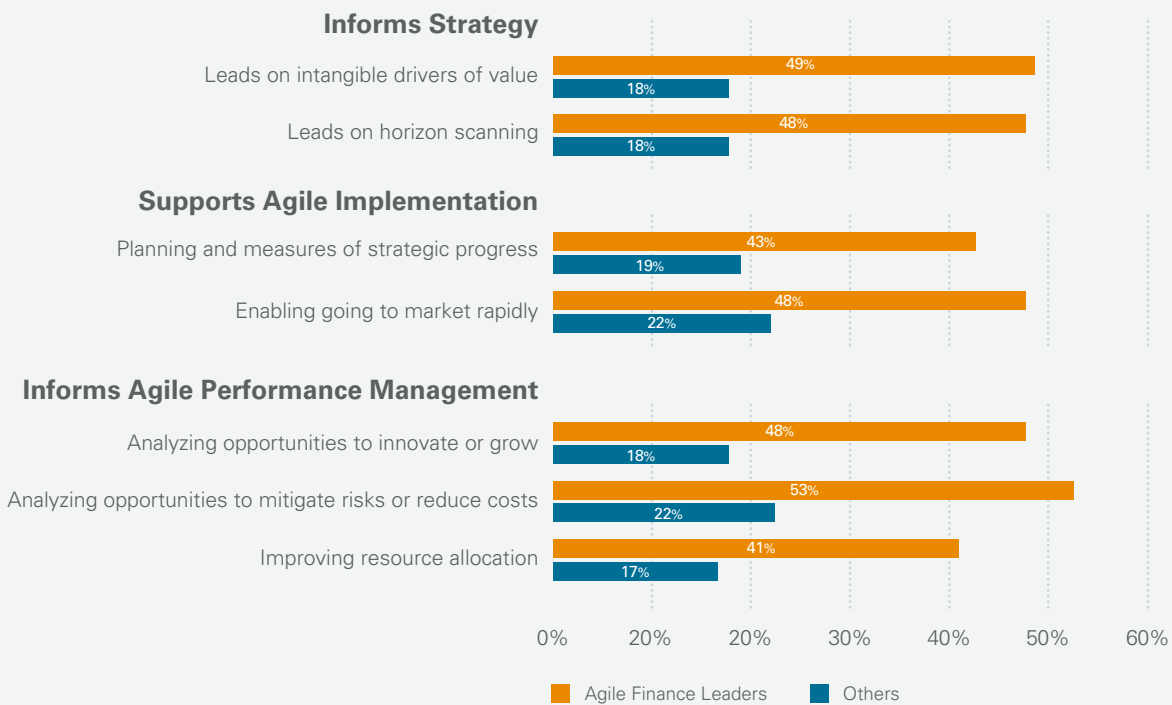 Informs Strategy
Leads on intangible drivers of value
49%
18%
Leads on horizon scanning
48%
18%
Supports Agile Implementation
Planning and measures of strategic progress
43%
19%
Enabling going to market rapidly
48%
22%
Informs Agile Performance Management
Analyzing opportunities to innovate or grow
48%
18%
Analyzing opportunities to mitigate risks or reduce costs
53%
22%
Improving resource allocation
41%
17%
0% 20% 20% 30% 40% 50% 60%
Agile Finance Leaders Others